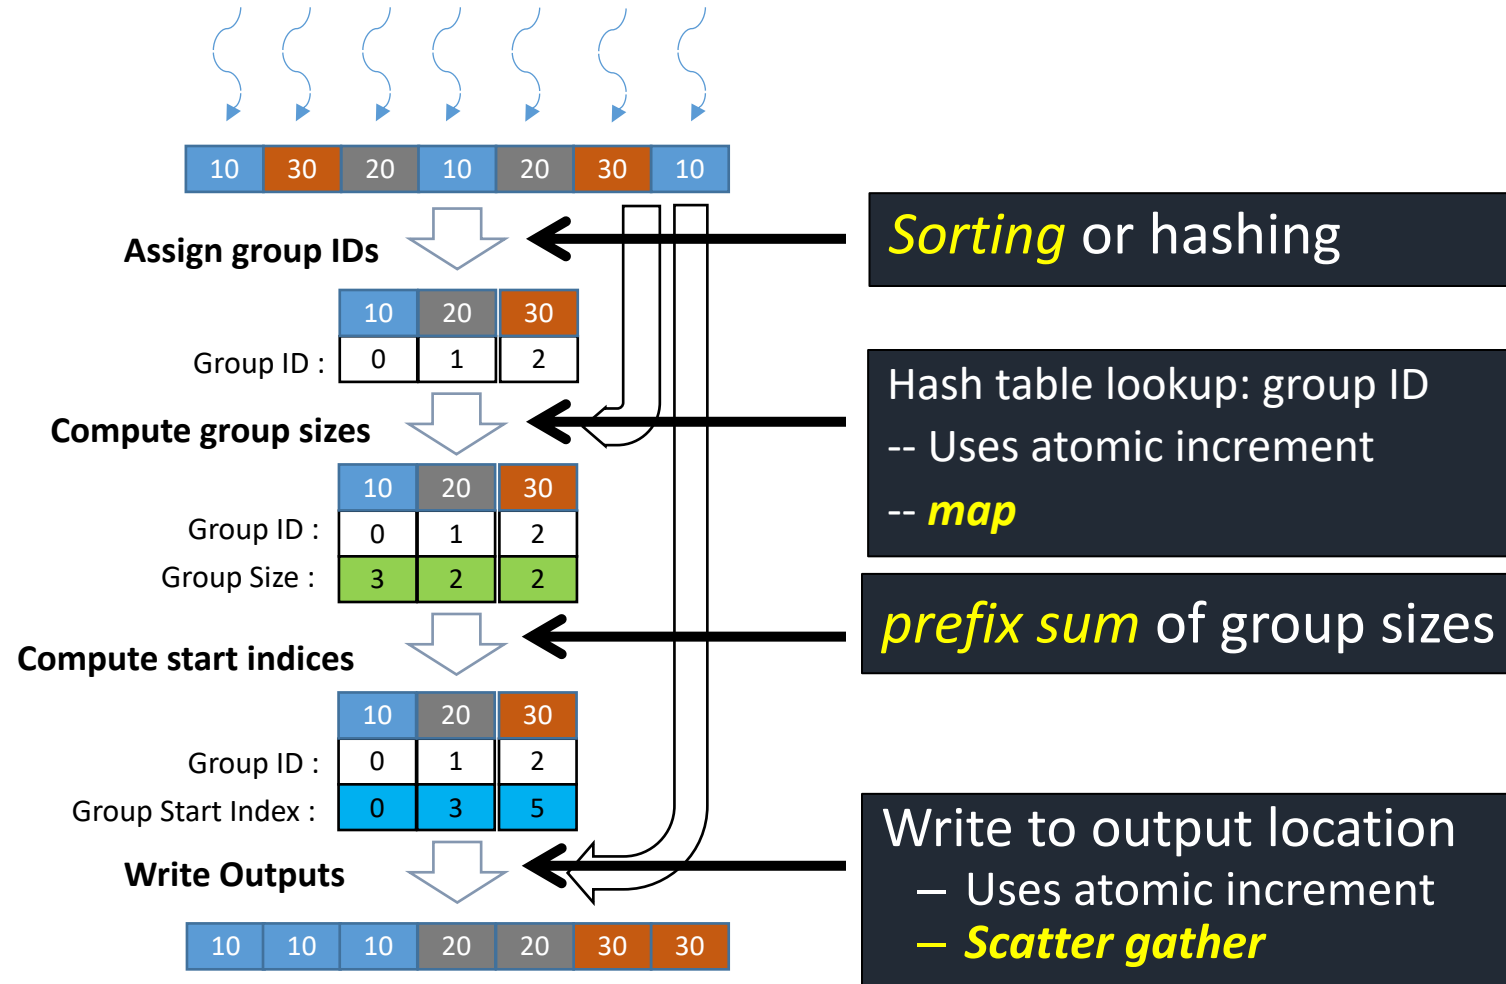 10 30 20 10 20 30 10
Assign group IDs
Sorting or hashing
10 20 30
Group ID : 0 1 2
Compute group sizes
Hash table lookup: group ID
-- Uses atomic increment
-- map
10 20 30
Group ID : 0 1 2
Group Size : 3 2 2
Compute start indices
prefix sum of group sizes
10 20 30
Group ID : 0 1 2
Group Start Index : 0 3 5
Write Outputs
Write to output location
– Uses atomic increment
– Scatter gather
10 10 10 20 20 30 30